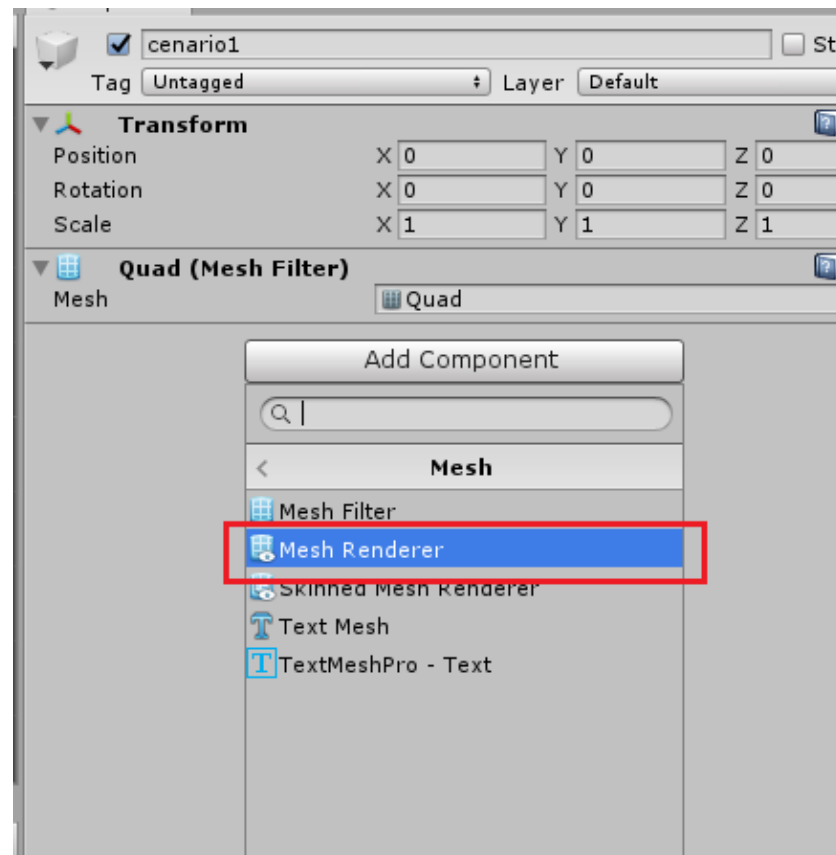 cenario1 St
Tag Untagged Layer Default
Transform
Position X 0 Y 0 Z 0
Rotation X 0 Y 0 Z 0
Scale X 1 Y 1 Z 1
Quad (Mesh Filter)
Mesh Quad
Add Component
Mesh
Mesh Filter
Mesh Renderer
Skinned Mesh Renderer
Text Mesh
TextMeshPro - Text